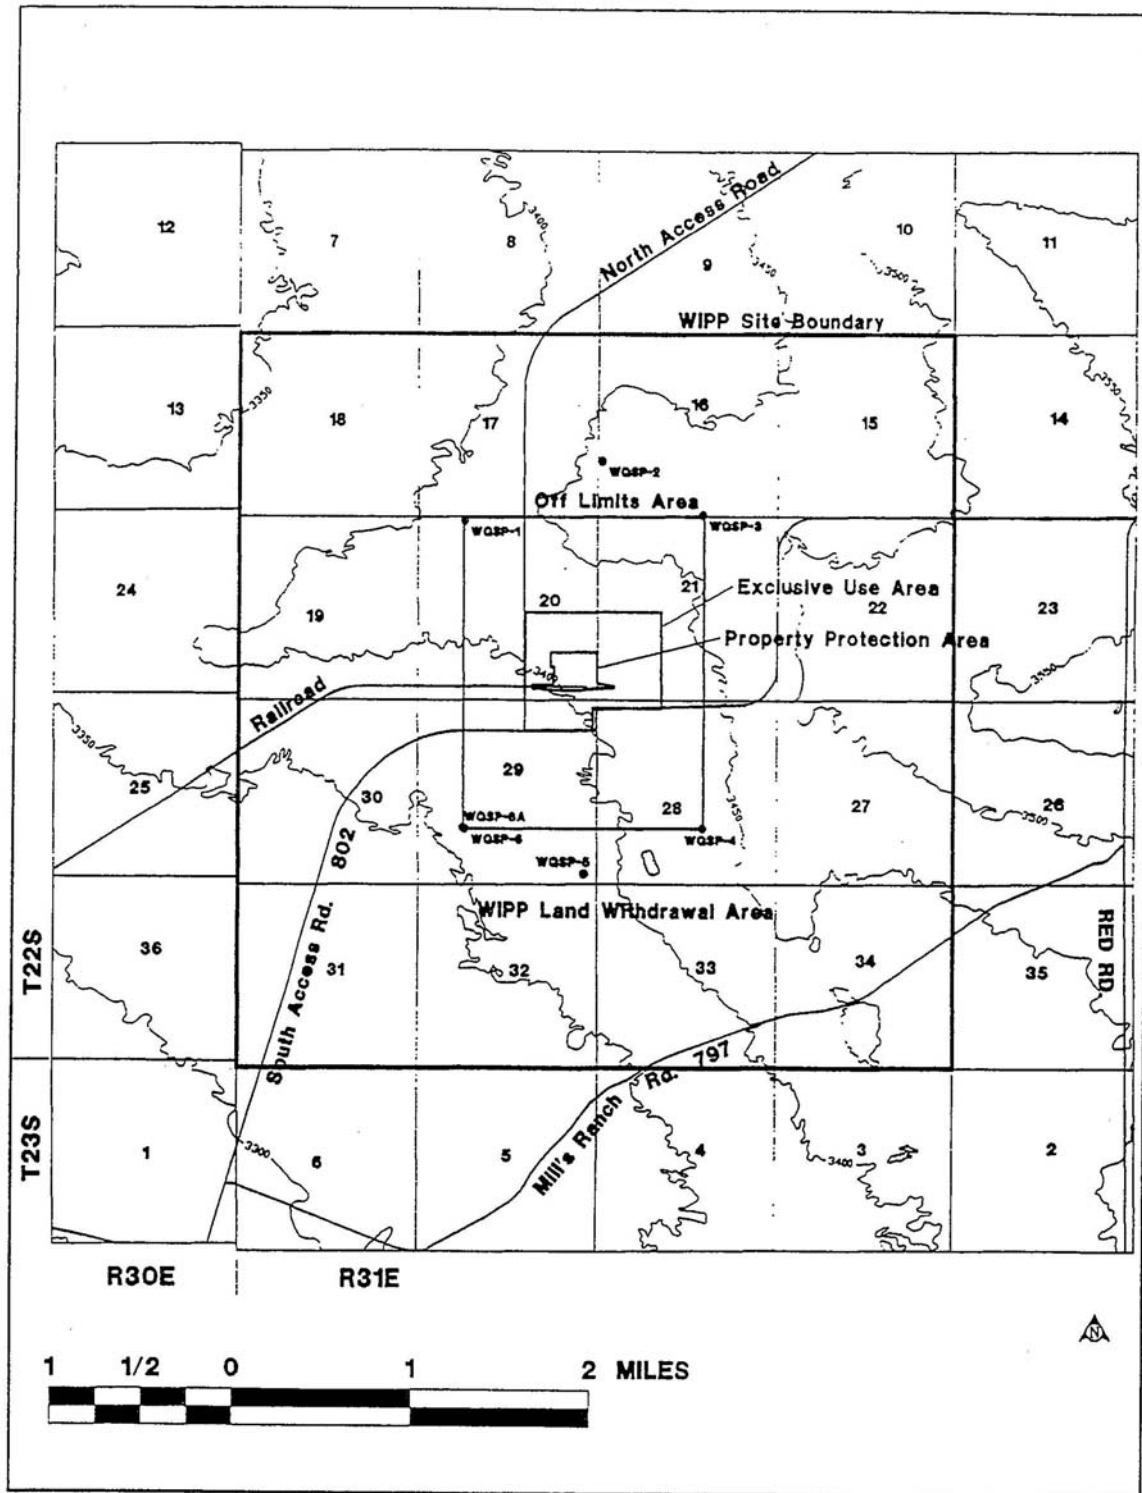 12
7
8
9
10
11
3400
3450
3500
North Access Road
WIPP Site Boundary
3350
3550
13
18
17
16
15
14
WQSP-2
Off Limits Area
WQSP-1
WQSP-3
24
19
20
21
22
23
Exclusive Use Area
Property Protection Area
3400
3550
Railroad
3350
25
30
29
28
27
26
3450
3500
802
WQSP-6A
WQSP-6
WQSP-4
WQSP-5
WIPP Land Withdrawal Area
T22S
36
31
32
33
34
35
RED RD.
South Access Rd.
Mill's Ranch Rd. 797
T23S
1
3300
6
5
4
3
3400
2
R30E
R31E
N
1 1/2 0 1 2 MILES